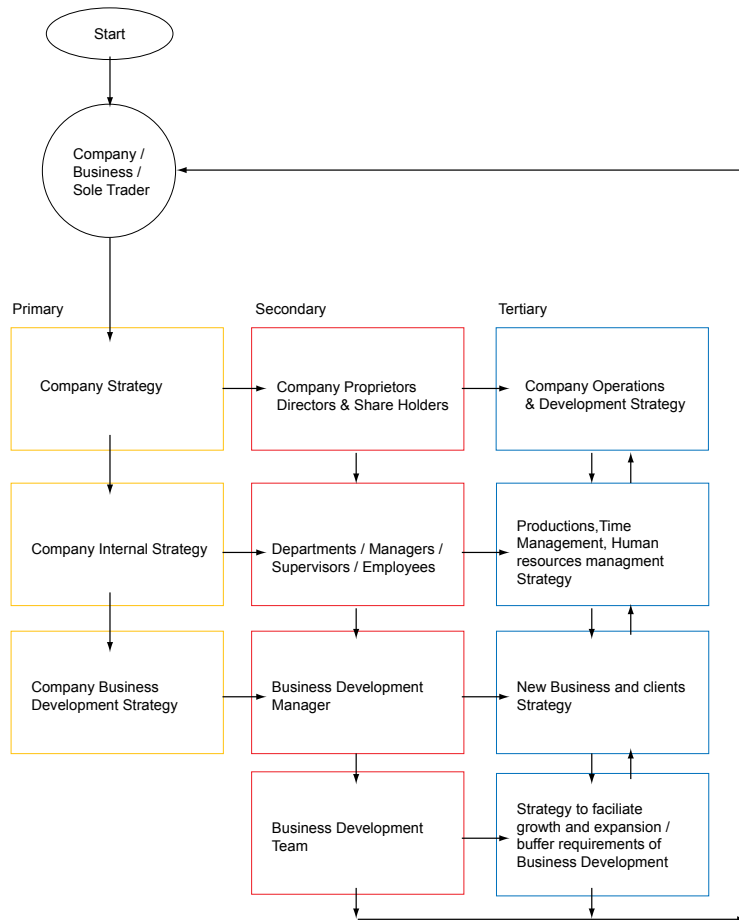 Start
Company /
Business /
Sole Trader
Primary
Secondary
Tertiary
Company Strategy
Company Proprietors
Directors & Share Holders
Company Operations
& Development Strategy
Company Internal Strategy
Departments / Managers /
Supervisors / Employees
Productions,Time
Management, Human
resources managment
Strategy
Company Business
Development Strategy
Business Development
Manager
New Business and clients
Strategy
Business Development
Team
Strategy to faciliate
growth and expansion /
buffer requirements of
Business Development